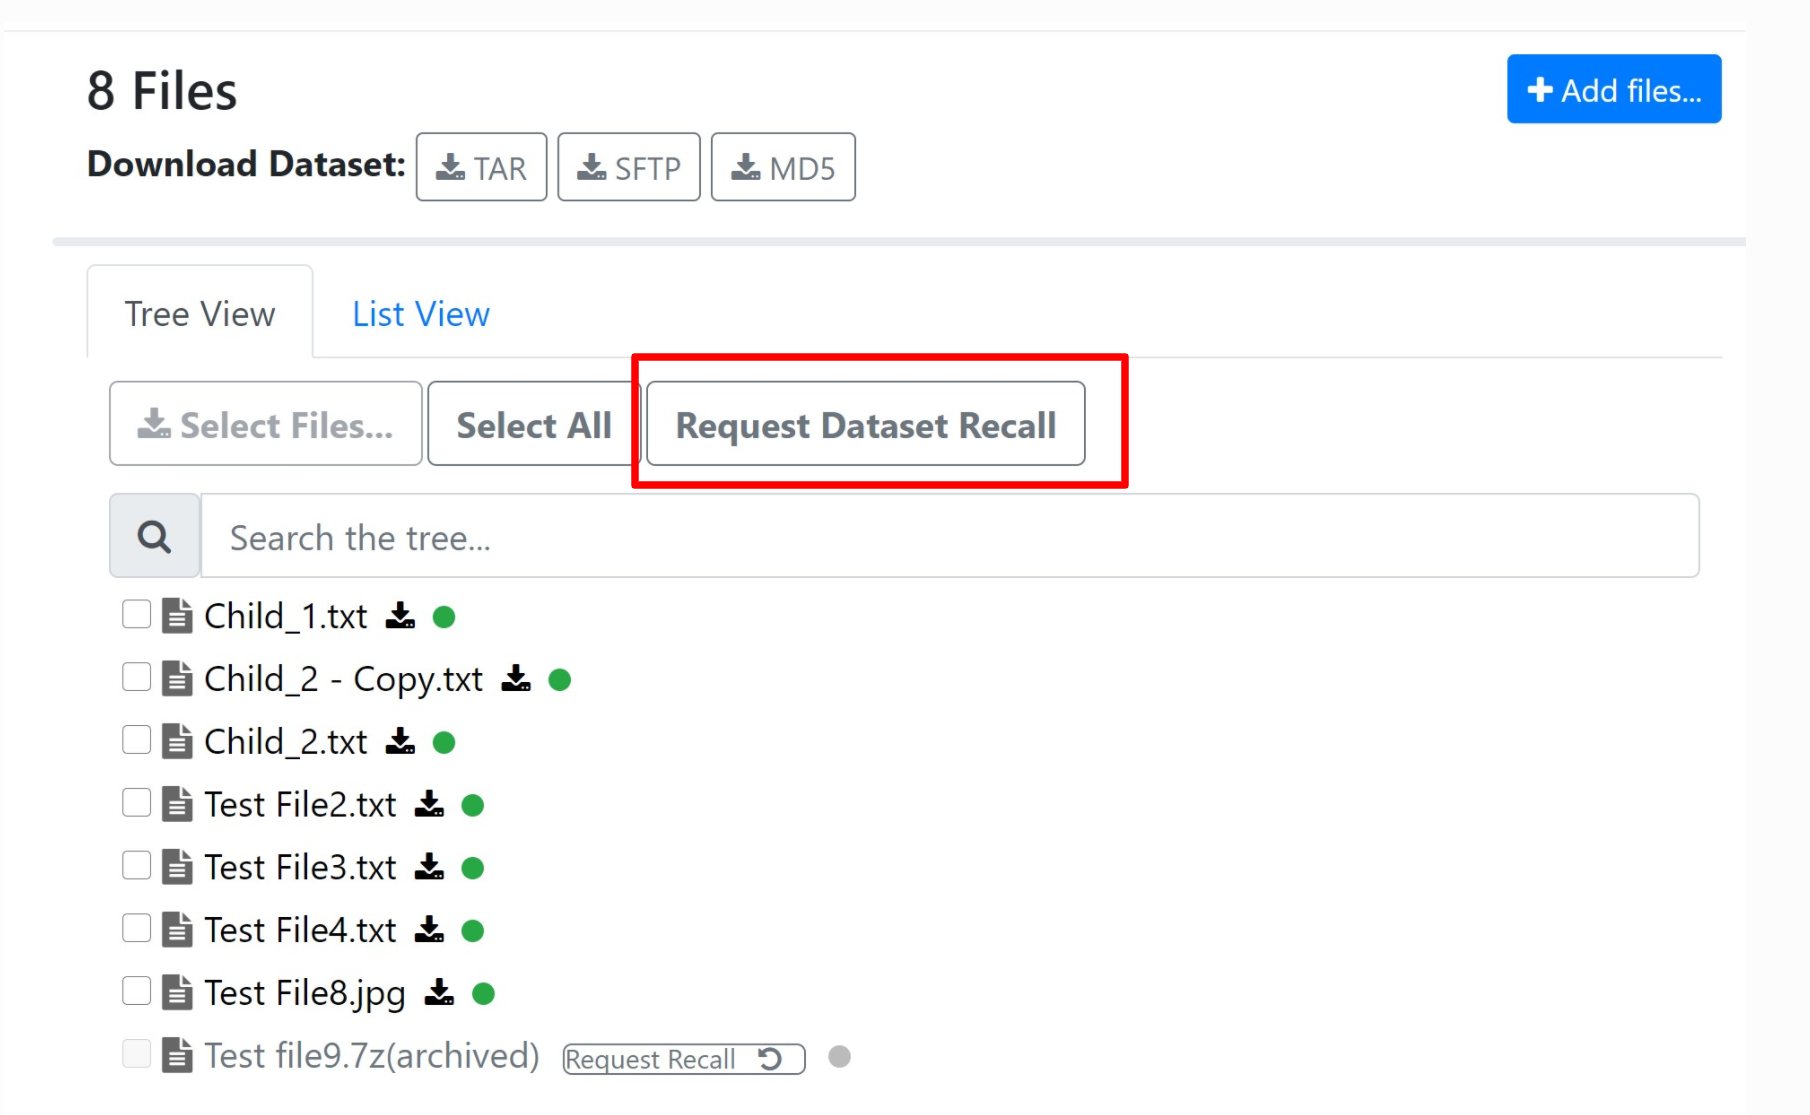 8 Files
Add files...
Download Dataset: TAR SFTP MD5
Tree View List View
Select Files... Select All Request Dataset Recall
Search the tree...
Child_1.txt
Child_2 - Copy.txt
Child_2.txt
Test File2.txt
Test File3.txt
Test File4.txt
Test File8.jpg
Test file9.7z(archived) Request Recall